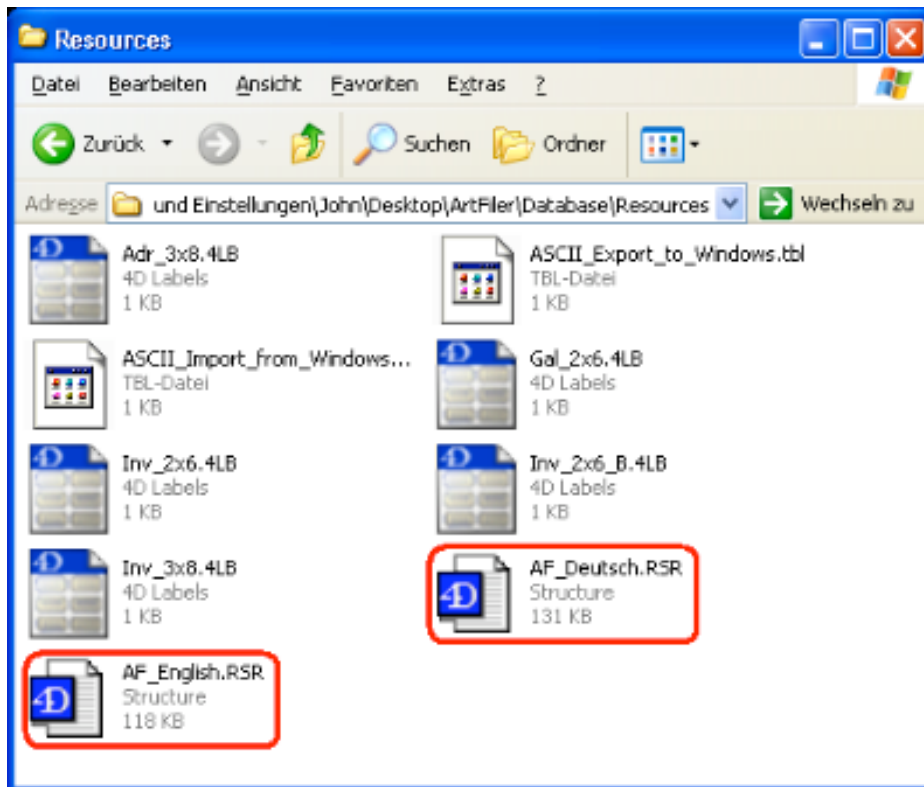 Resources
Datei Bearbeiten Ansicht Favoriten Extras ?
Zurück Suchen Ordner
Adresse und Einstellungen\John\Desktop\ArtFiler\Database\Resources Wechseln zu
Adr_3x8.4LB
4D Labels
1 KB
ASCII_Export_to_Windows.tbl
TBL-Datei
1 KB
ASCII_Import_from_Windows...
TBL-Datei
1 KB
Gal_2x6.4LB
4D Labels
1 KB
Inv_2x6.4LB
4D Labels
1 KB
Inv_2x6_B.4LB
4D Labels
1 KB
Inv_3x8.4LB
4D Labels
1 KB
AF_Deutsch.RSR
Structure
131 KB
AF_English.RSR
Structure
118 KB